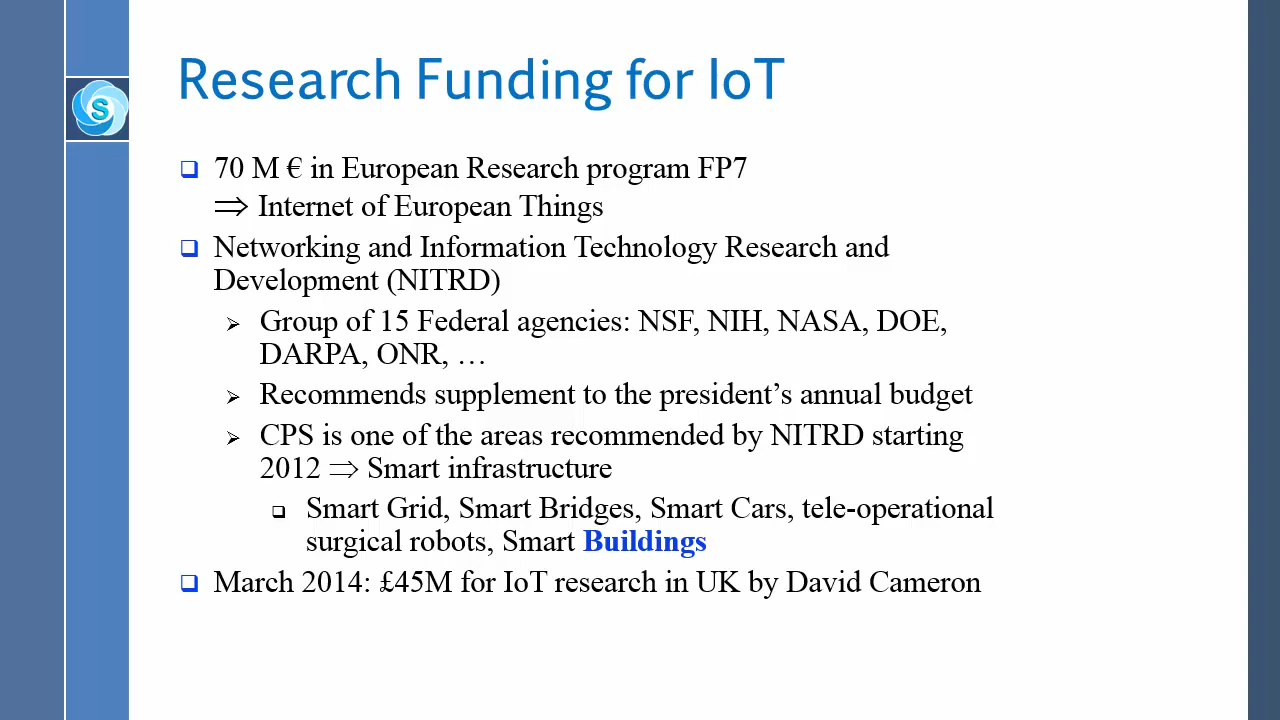 S
Research Funding for IoT
70 M € in European Research program FP7
⇒ Internet of European Things
Networking and Information Technology Research and
Development (NITRD)
Group of 15 Federal agencies: NSF, NIH, NASA, DOE,
DARPA, ONR, …
Recommends supplement to the president’s annual budget
CPS is one of the areas recommended by NITRD starting
2012 ⇒ Smart infrastructure
Smart Grid, Smart Bridges, Smart Cars, tele-operational
surgical robots, Smart Buildings
March 2014: £45M for IoT research in UK by David Cameron